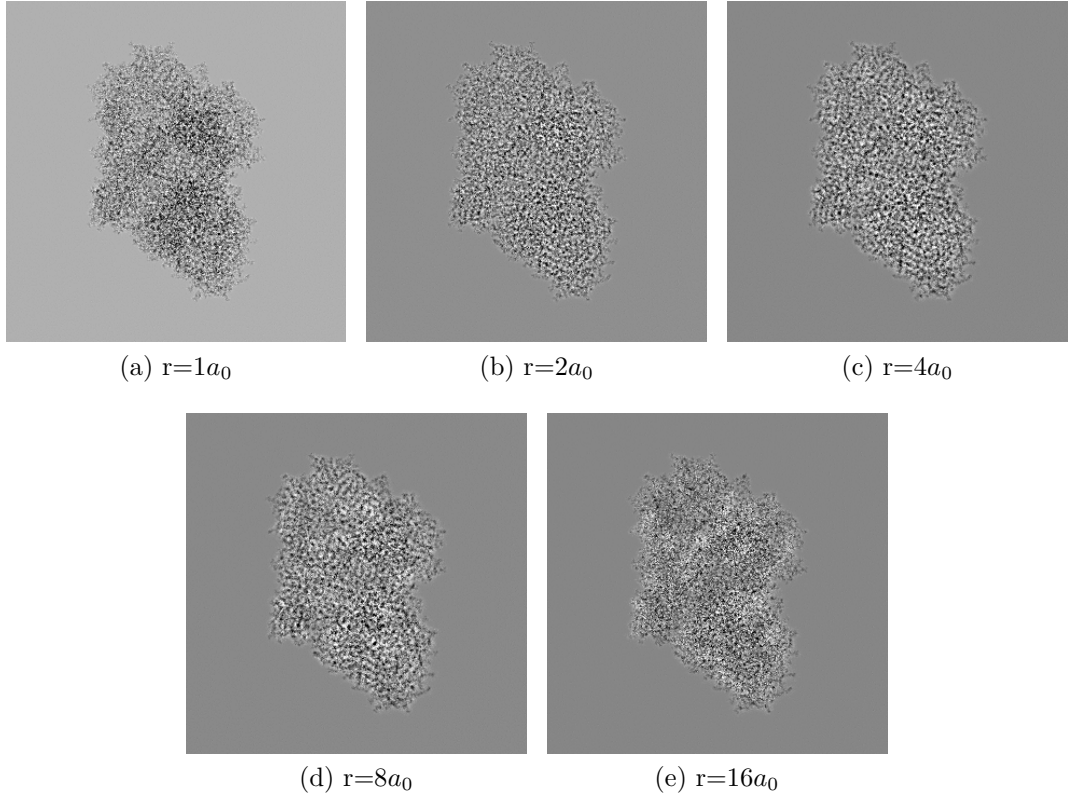 (a) r=1a₀
(b) r=2a₀
(c) r=4a₀
(d) r=8a₀
(e) r=16a₀